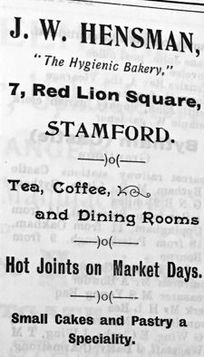 J. W. HENSMAN,
"The Hygienic Bakery,"
7, Red Lion Square,
STAMFORD.
Tea, Coffee,
and Dining Rooms
Hot Joints on Market Days.
Small Cakes and Pastry a
Speciality.